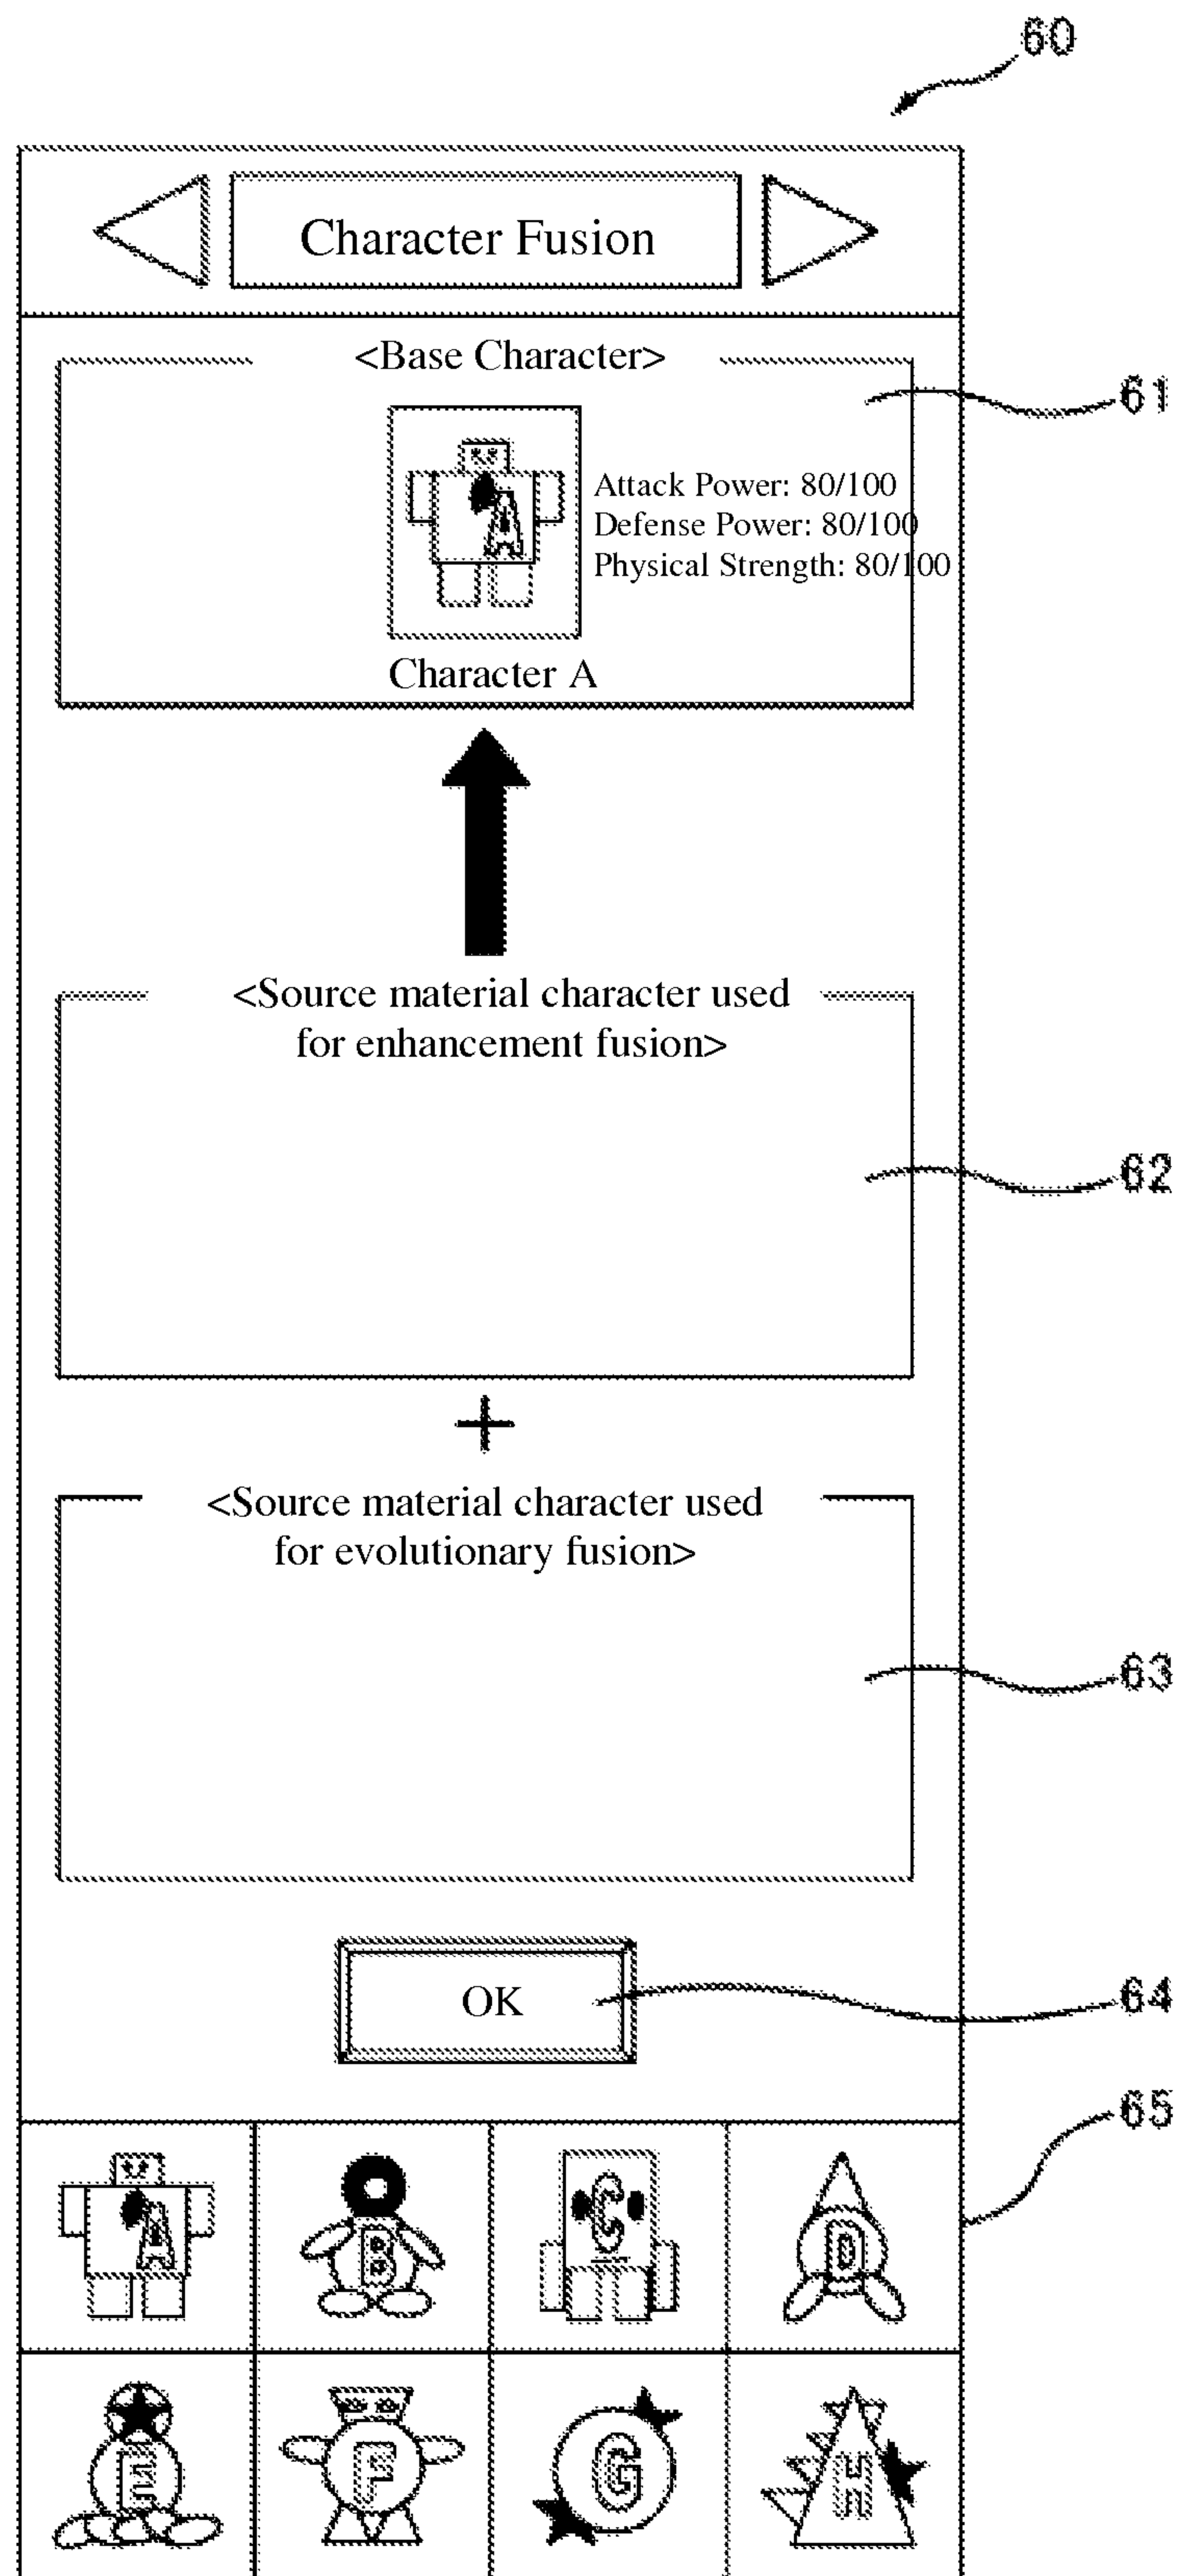 60
Character Fusion
<Base Character>
61
Attack Power: 80/100
Defense Power: 80/100
Physical Strength: 80/100
A
Character A
<Source material character used
for enhancement fusion>
62
+
<Source material character used
for evolutionary fusion>
63
OK
64
65
A B C D
E F G H